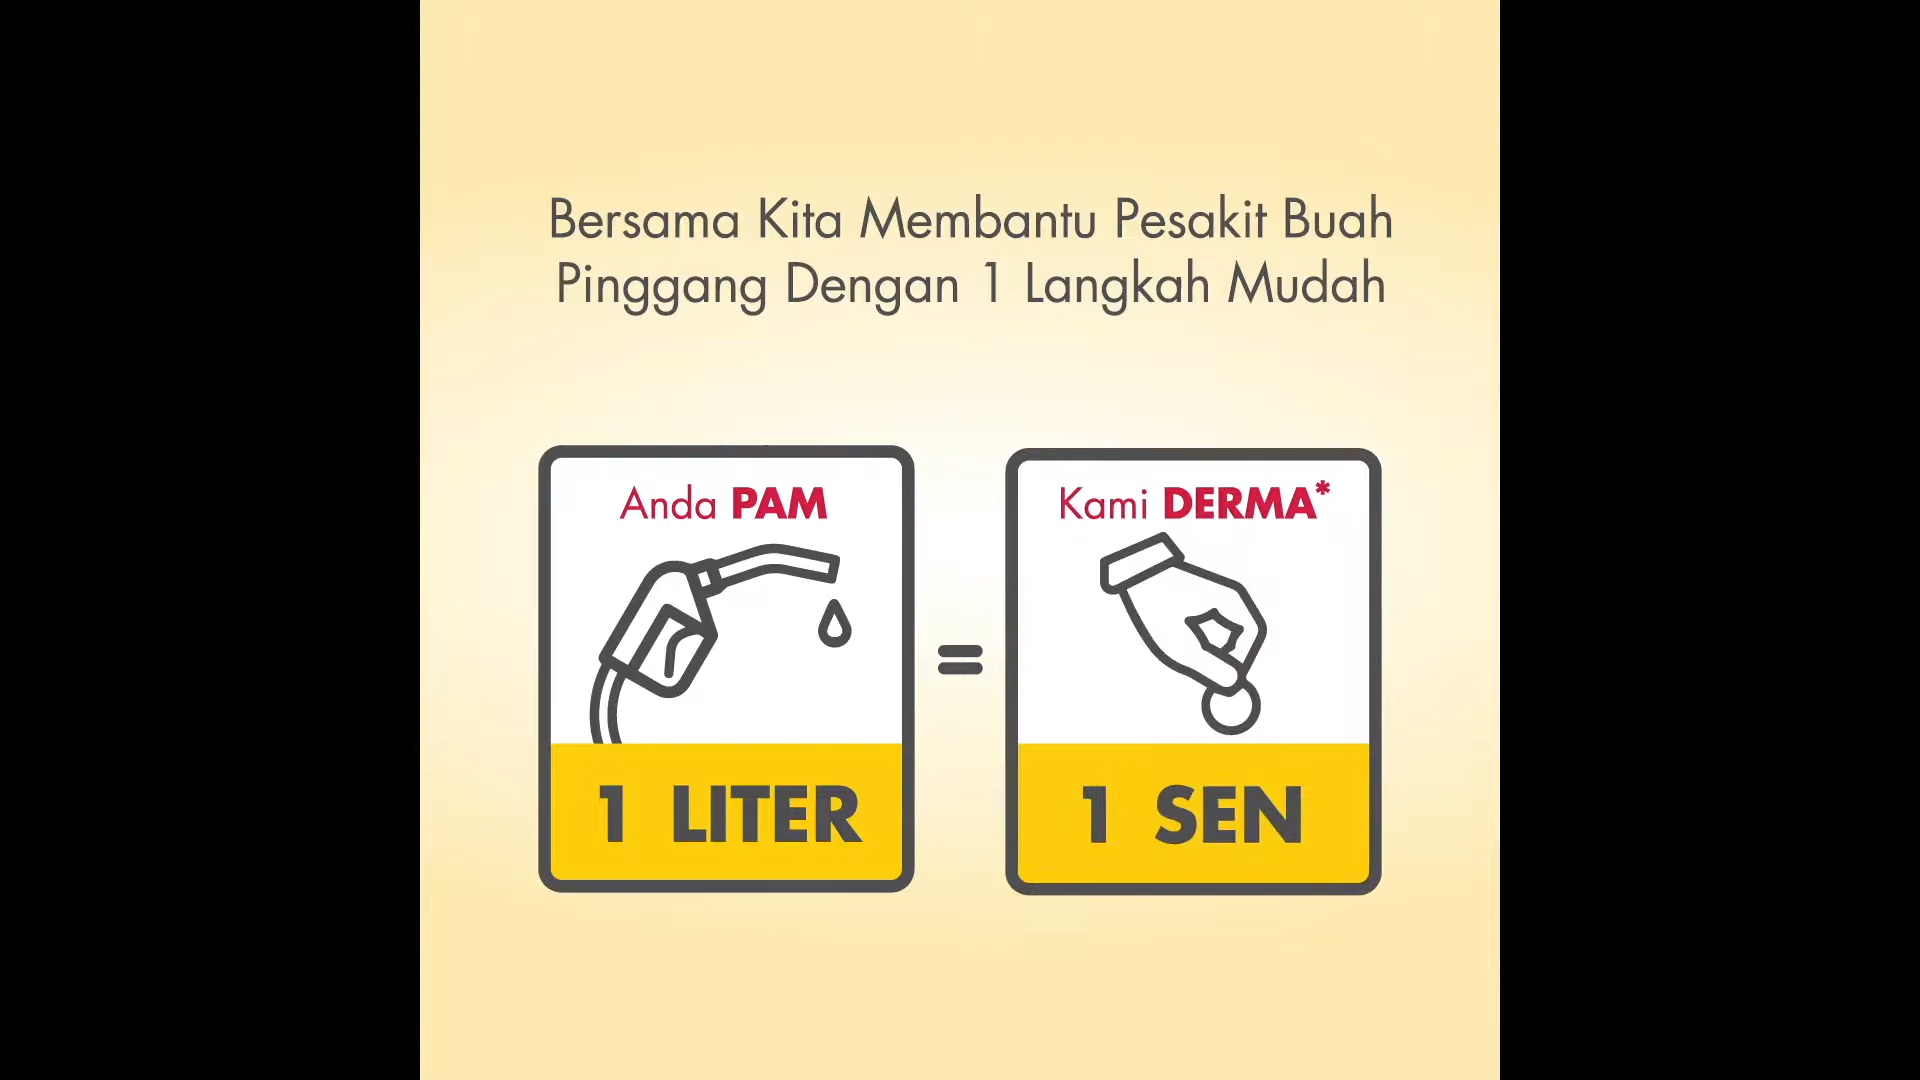 Bersama Kita Membantu Pesakit Buah
Pinggang Dengan 1 Langkah Mudah
Anda PAM
1 LITER
=
Kami DERMA*
1 SEN